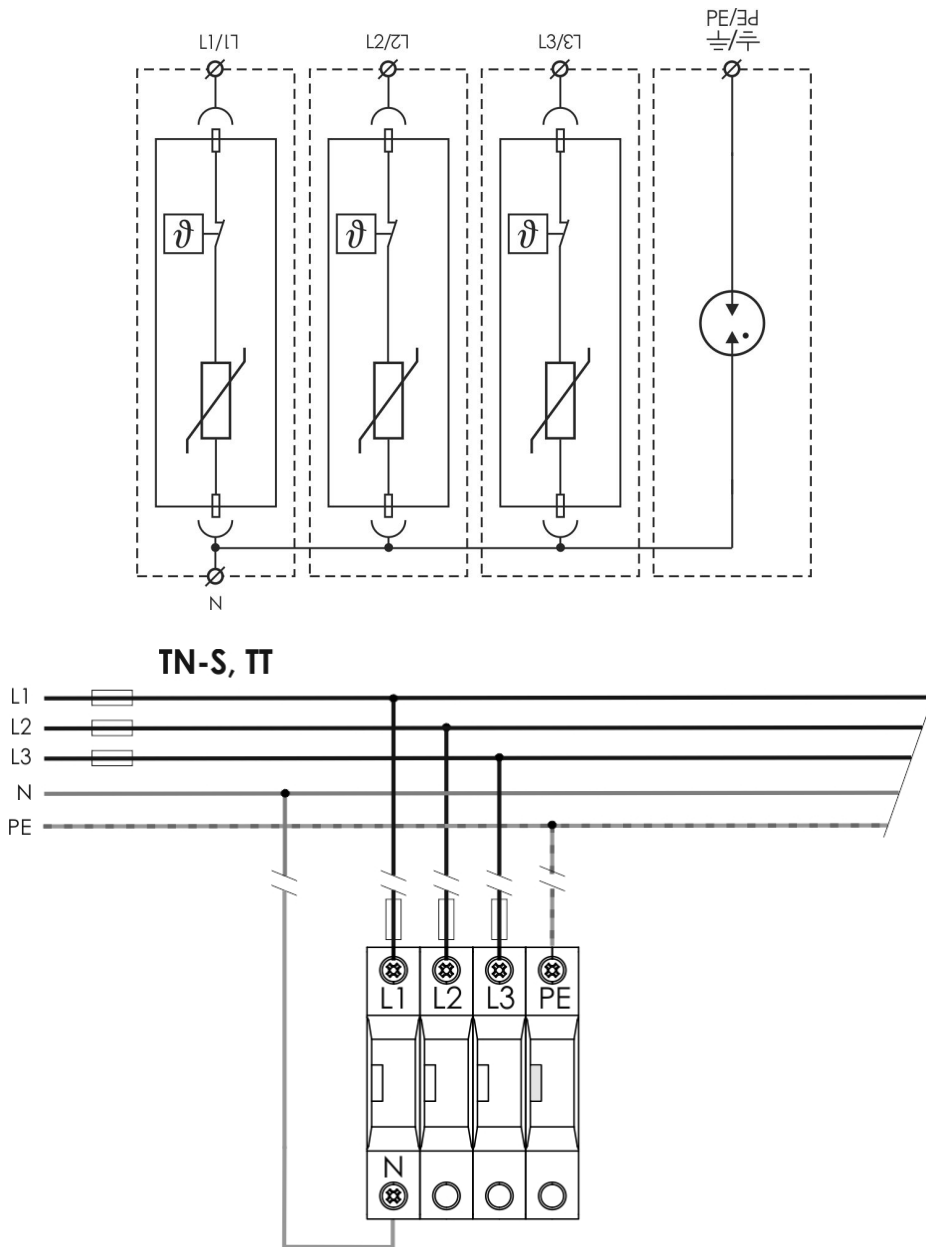 L1/L1 L2/L2 L3/L3 PE/PE
ϑ ϑ ϑ
N
TN-S, TT
L1
L2
L3
N
PE
L1 L2 L3 PE
N